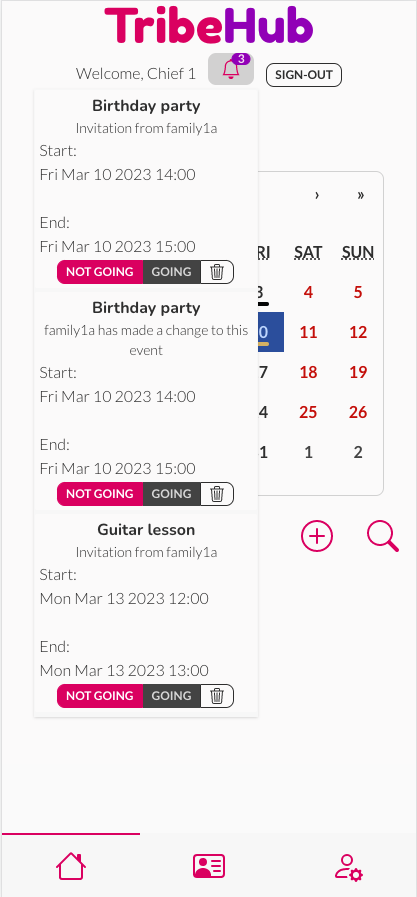 TribeHub
Welcome, Chief 1
3
SIGN-OUT
Birthday party
Invitation from family1a
Start:
Fri Mar 10 2023 14:00
End:
Fri Mar 10 2023 15:00
NOT GOING GOING
Birthday party
family1a has made a change to this
event
Start:
Fri Mar 10 2023 14:00
End:
Fri Mar 10 2023 15:00
NOT GOING GOING
Guitar lesson
Invitation from family1a
Start:
Mon Mar 13 2023 12:00
End:
Mon Mar 13 2023 13:00
NOT GOING GOING
› »
RI SAT SUN
3 4 5
0 11 12
7 18 19
4 25 26
1 1 2